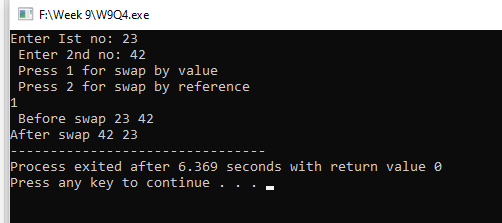 F:\Week 9\W9Q4.exe
Enter Ist no: 23
Enter 2nd no: 42
Press 1 for swap by value
Press 2 for swap by reference
1
Before swap 23 42
After swap 42 23
--------------------------------
Process exited after 6.369 seconds with return value 0
Press any key to continue . . .